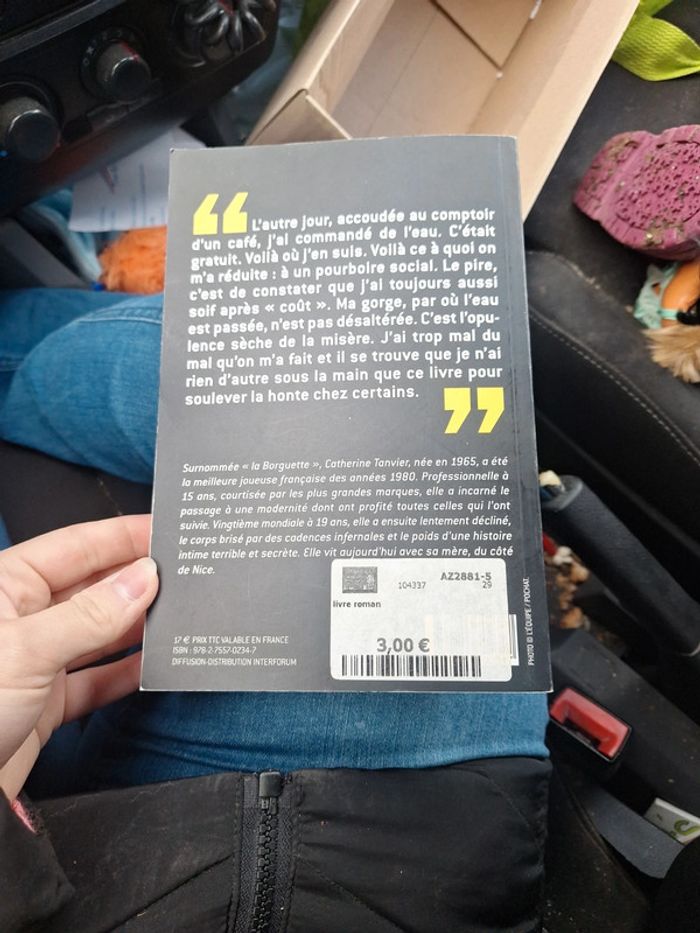 “ L'autre jour, accoudée au comptoir
d'un café, j'ai commandé de l'eau. C'était
gratuit. Voilà où j'en suis. Voilà ce à quoi on
m'a réduite : à un pourboire social. Le pire,
c'est de constater que j'ai toujours aussi
soif après « coût ». Ma gorge, par où l'eau
est passée, n'est pas désaltérée. C'est l'opu-
lence sèche de la misère. J'ai trop mal du
mal qu'on m'a fait et il se trouve que je n'ai
rien d'autre sous la main que ce livre pour
soulever la honte chez certains. ”
Surnommée « la Borguette », Catherine Tanvier, née en 1965, a été
la meilleure joueuse française des années 1980. Professionnelle à
15 ans, courtisée par les plus grandes marques, elle a incarné le
passage à une modernité dont ont profité toutes celles qui l'ont
suivie. Vingtième mondiale à 19 ans, elle a ensuite lentement décliné,
le corps brisé par des cadences infernales et le poids d'une histoire
intime terrible et secrète. Elle vit aujourd'hui avec sa mère, du côté
de Nice.
104337 AZ2881-5
29
livre roman
3,00 €
17 € PRIX TTC VALABLE EN FRANCE
ISBN : 978-2-7557-0234-7
DIFFUSION-DISTRIBUTION INTERFORUM
PHOTO © L'ÉQUIPE / POCHAT.